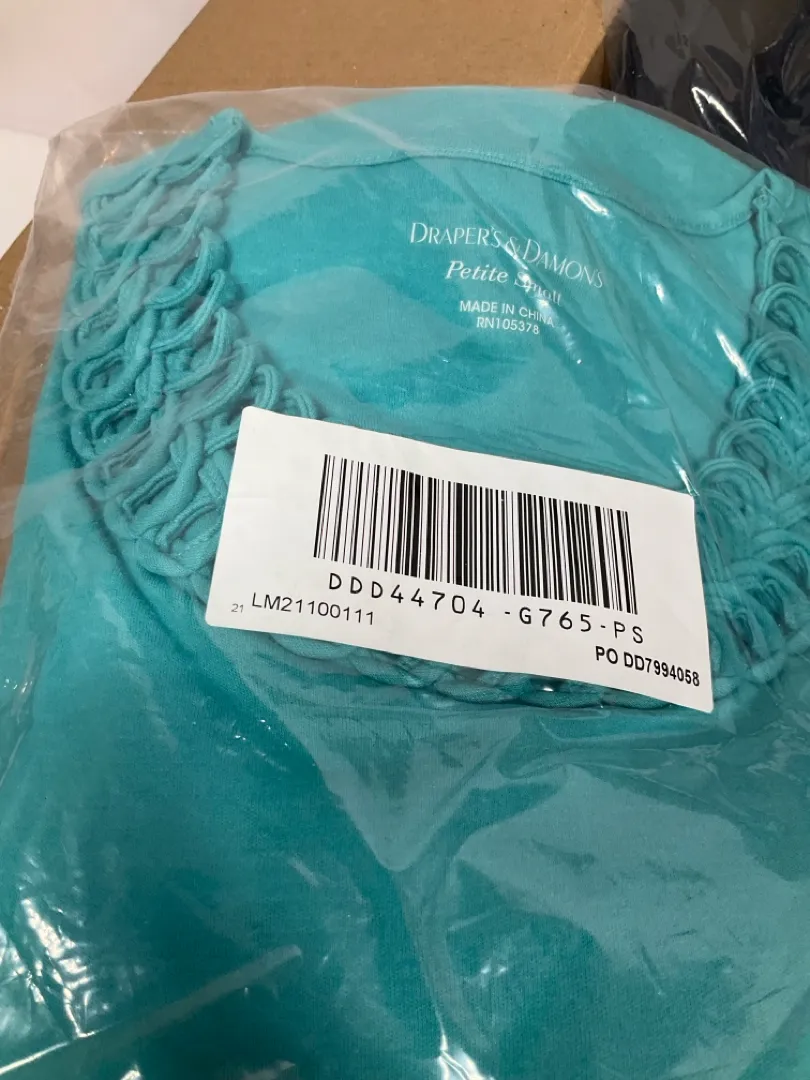 DRAPER'S & DAMON'S
Petite Small
MADE IN CHINA
RN105378
DDD44704 -G765-PS
21 LM21100111
PO DD7994058